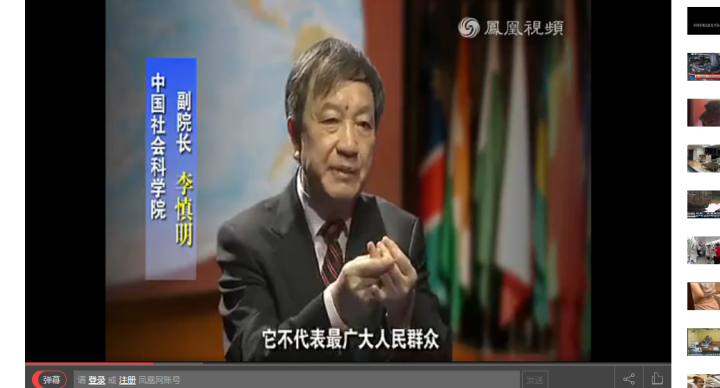 鳳凰視頻
中国社会科学院
副院长 李慎明
它不代表最广大人民群众
弹幕
请 登录 或 注册 凤凰网账号
发送